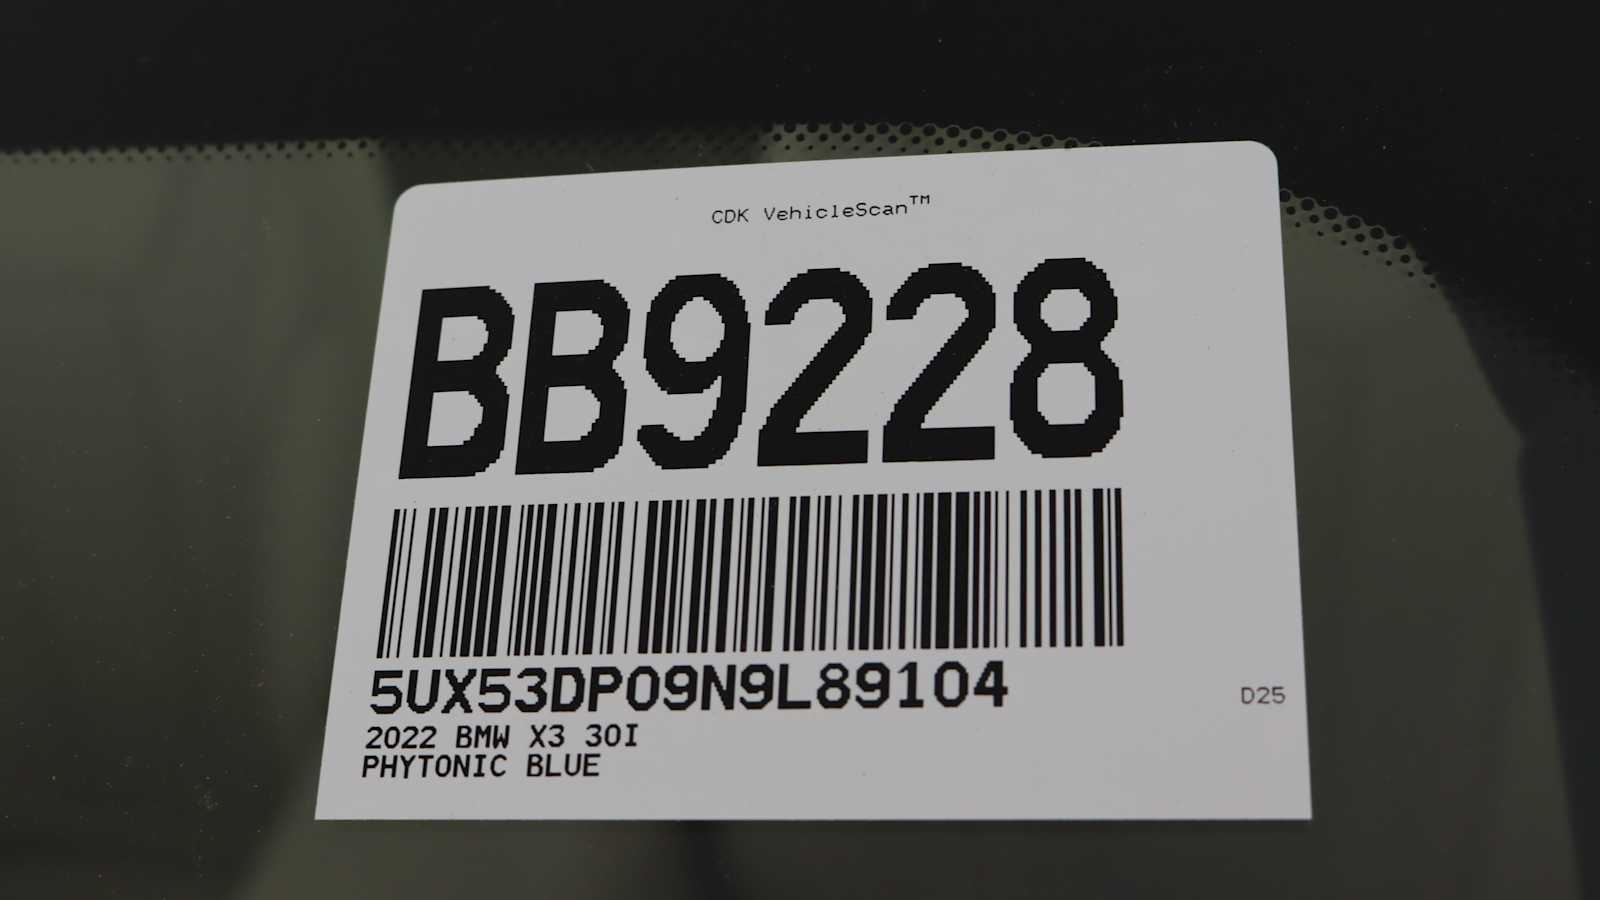 CDK VehicleScan™
BB9228
5UX53DP09N9L89104
D25
2022 BMW X3 30I
PHYTONIC BLUE